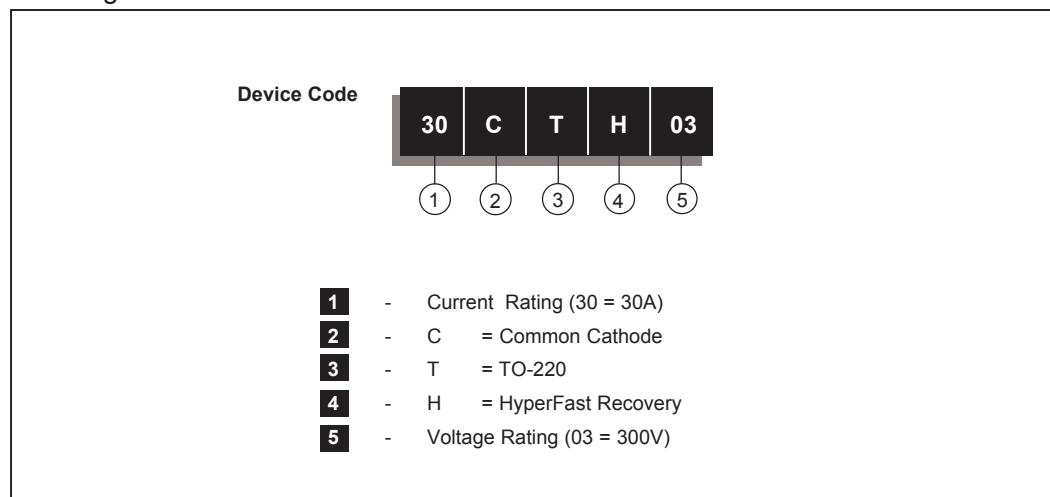 Device Code
30 C T H 03
1 2 3 4 5
1 - Current Rating (30 = 30A)
2 - C = Common Cathode
3 - T = TO-220
4 - H = HyperFast Recovery
5 - Voltage Rating (03 = 300V)